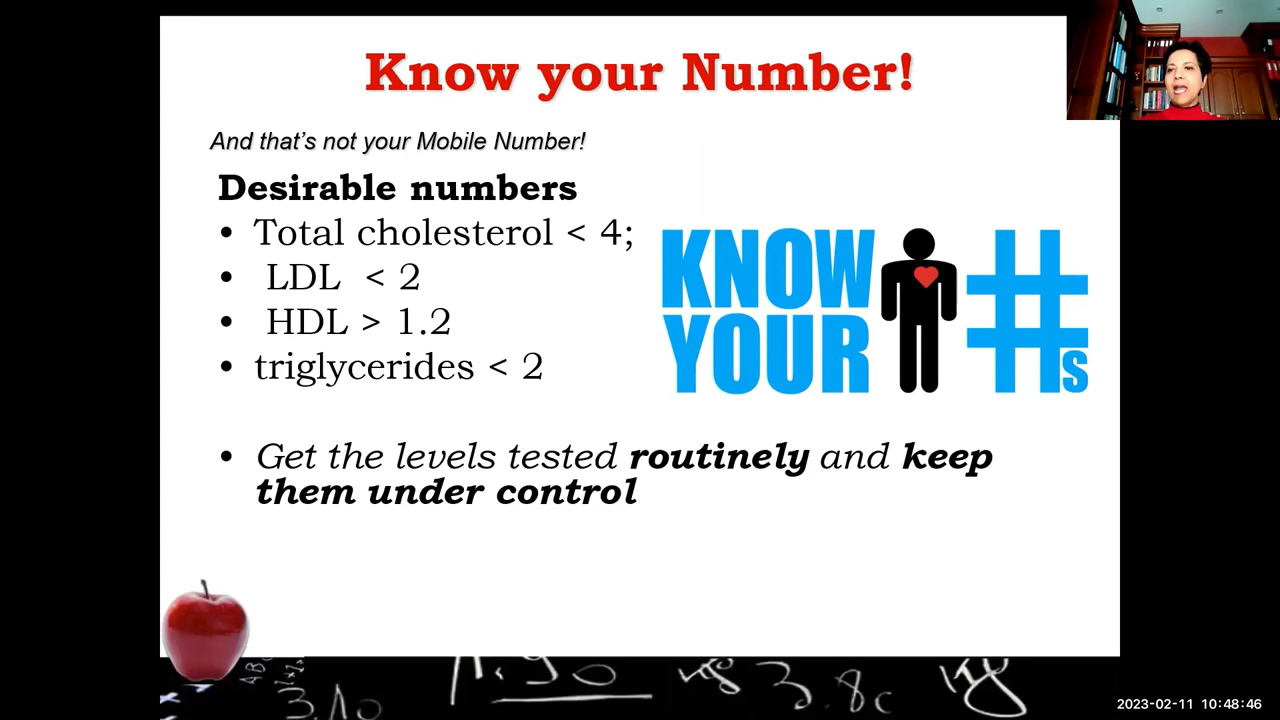 Know your Number!
And that's not your Mobile Number!
Desirable numbers
• Total cholesterol < 4;
• LDL < 2
• HDL > 1.2
• triglycerides < 2
KNOW
YOUR
#s
• Get the levels tested routinely and keep
them under control
2023-02-11 10:48:46